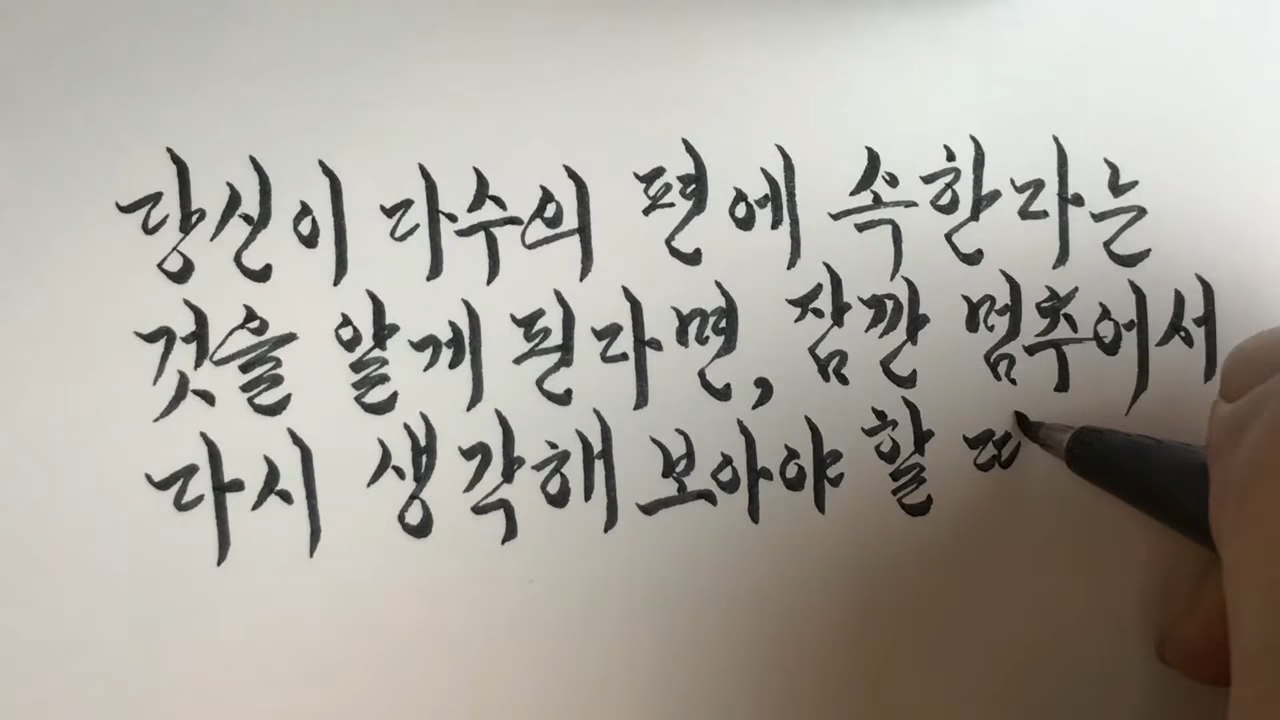 당신이 다수의 편에 속한다는
것을 알게 된다면, 잠깐 멈추어서
다시 생각해 보아야 할 ㄸ